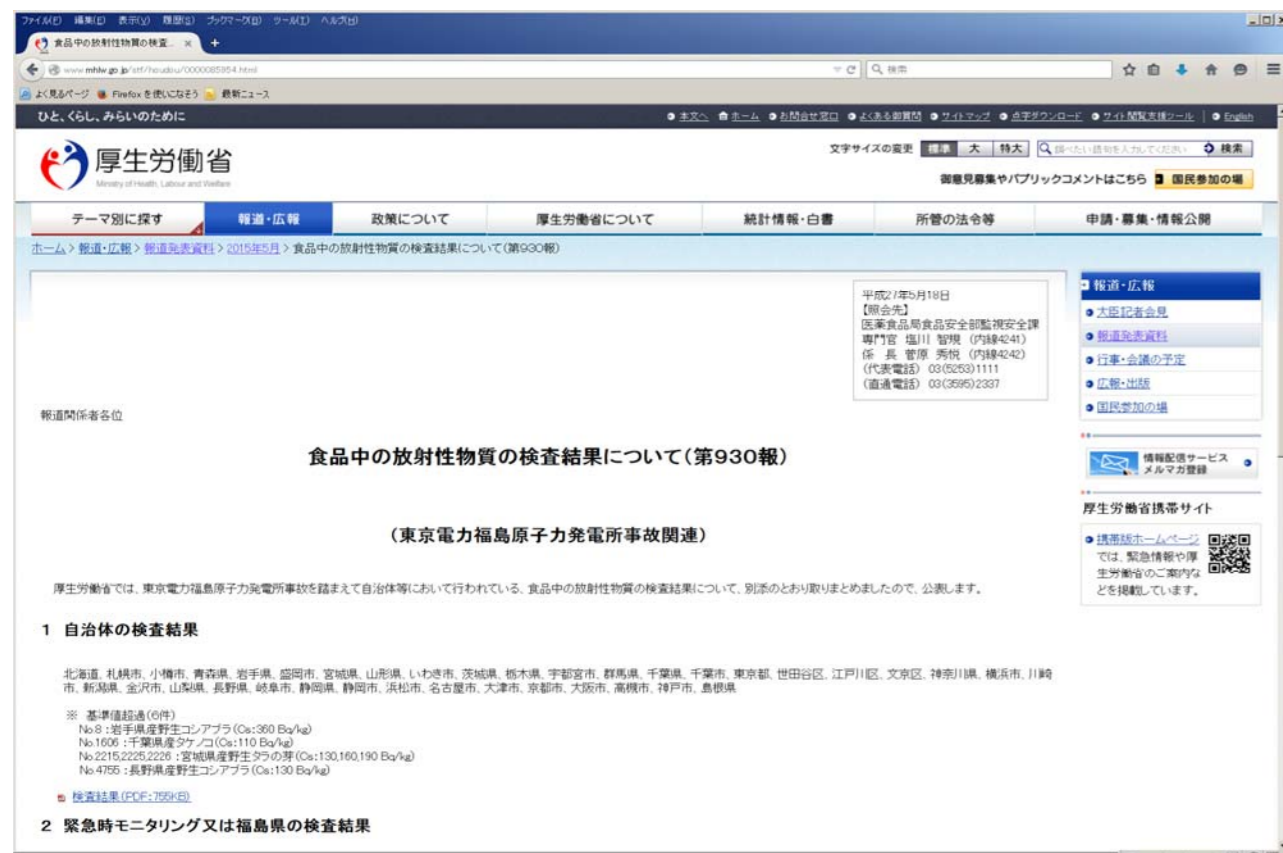 ファイル(F) 編集(E) 表示(V) 履歴(S) ブックマーク(B) ツール(T) ヘルプ(H)
食品中の放射性物質の検査... × +
www.mhlw.go.jp/stf/houdou/0000085954.html
検索
よく見るページ Firefox を使いこなそう 最新ニュース
ひと、くらし、みらいのために
本文へ ホーム お問合せ窓口 よくある御質問 サイトマップ 点字ダウンロード サイト閲覧支援ツール English
厚生労働省
Ministry of Health, Labour and Welfare
文字サイズの変更 標準 大 特大 調べたい語句を入力してください 検索
御意見募集やパブリックコメントはこちら 国民参加の場
テーマ別に探す 報道・広報 政策について 厚生労働省について 統計情報・白書 所管の法令等 申請・募集・情報公開
ホーム > 報道・広報 > 報道発表資料 > 2015年5月 > 食品中の放射性物質の検査結果について(第930報)
平成27年5月18日
【照会先】
医薬食品局食品安全部監視安全課
専門官 塩川 智規 (内線4241)
係 長 菅原 秀悦 (内線4242)
(代表電話) 03(5253)1111
(直通電話) 03(3595)2337
報道関係者各位
食品中の放射性物質の検査結果について(第930報)
(東京電力福島原子力発電所事故関連)
厚生労働省では、東京電力福島原子力発電所事故を踏まえて自治体等において行われている、食品中の放射性物質の検査結果について、別添のとおり取りまとめましたので、公表します。
1 自治体の検査結果
北海道、札幌市、小樽市、青森県、岩手県、盛岡市、宮城県、山形県、いわき市、茨城県、栃木県、宇都宮市、群馬県、千葉県、千葉市、東京都、世田谷区、江戸川区、文京区、神奈川県、横浜市、川崎
市、新潟県、金沢市、山梨県、長野県、岐阜市、静岡県、静岡市、浜松市、名古屋市、大津市、京都市、大阪市、高槻市、神戸市、島根県
※ 基準値超過(6件)
No.8 :岩手県産野生コシアブラ(Cs:360 Bq/kg)
No.1606 :千葉県産タケノコ(Cs:110 Bq/kg)
No.2215,2225,2226 :宮城県産野生タラの芽(Cs:130,160,190 Bq/kg)
No.4755 :長野県産野生コシアブラ(Cs:130 Bq/kg)
検査結果(PDF:755KB)
2 緊急時モニタリング又は福島県の検査結果
報道・広報
大臣記者会見
報道発表資料
行事・会議の予定
広報・出版
国民参加の場
情報配信サービス
メルマガ登録
厚生労働省携帯サイト
携帯版ホームページ
では、緊急情報や厚
生労働省のご案内な
どを掲載しています。